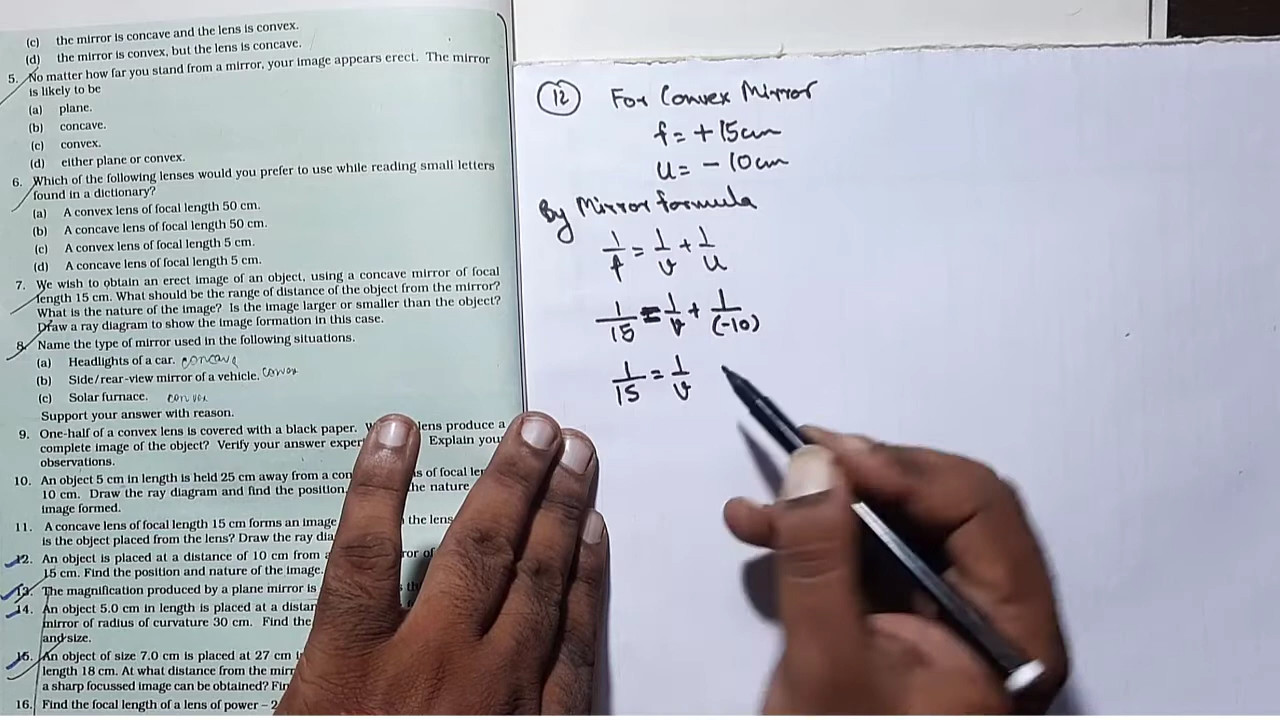 (c) the mirror is concave and the lens is convex.
(d) the mirror is convex, but the lens is concave.
5. No matter how far you stand from a mirror, your image appears erect. The mirror
is likely to be
(a) plane.
(b) concave.
(c) convex.
(d) either plane or convex.
6. Which of the following lenses would you prefer to use while reading small letters
found in a dictionary?
(a) A convex lens of focal length 50 cm.
(b) A concave lens of focal length 50 cm.
(c) A convex lens of focal length 5 cm.
(d) A concave lens of focal length 5 cm.
7. We wish to obtain an erect image of an object, using a concave mirror of focal
length 15 cm. What should be the range of distance of the object from the mirror?
What is the nature of the image? Is the image larger or smaller than the object?
Draw a ray diagram to show the image formation in this case.
8. Name the type of mirror used in the following situations.
(a) Headlights of a car. concave
(b) Side/rear-view mirror of a vehicle. convex
(c) Solar furnace. convex
Support your answer with reason.
9. One-half of a convex lens is covered with a black paper. lens produce a
complete image of the object? Verify your answer Explain
observations.
10. An object 5 cm in length is held 25 cm away from a of focal
10 cm. Draw the ray diagram and find the position, the nature
image formed.
11. A concave lens of focal length 15 cm forms an image the lens
is the object placed from the lens? Draw the ray
12. An object is placed at a distance of 10 cm from of
15 cm. Find the position and nature of the image.
13. The magnification produced by a plane mirror is
14. An object 5.0 cm in length is placed at a
mirror of radius of curvature 30 cm. Find the
and size.
15. An object of size 7.0 cm is placed at 27 cm
length 18 cm. At what distance from the
a sharp focussed image can be obtained?
16. Find the focal length of a lens of power –
(12) For Convex Mirror
f = +15cm
u = - 10cm
By Mirror formula
1/f = 1/v + 1/u
1/15 = 1/v + 1/(-10)
1/15 = 1/v